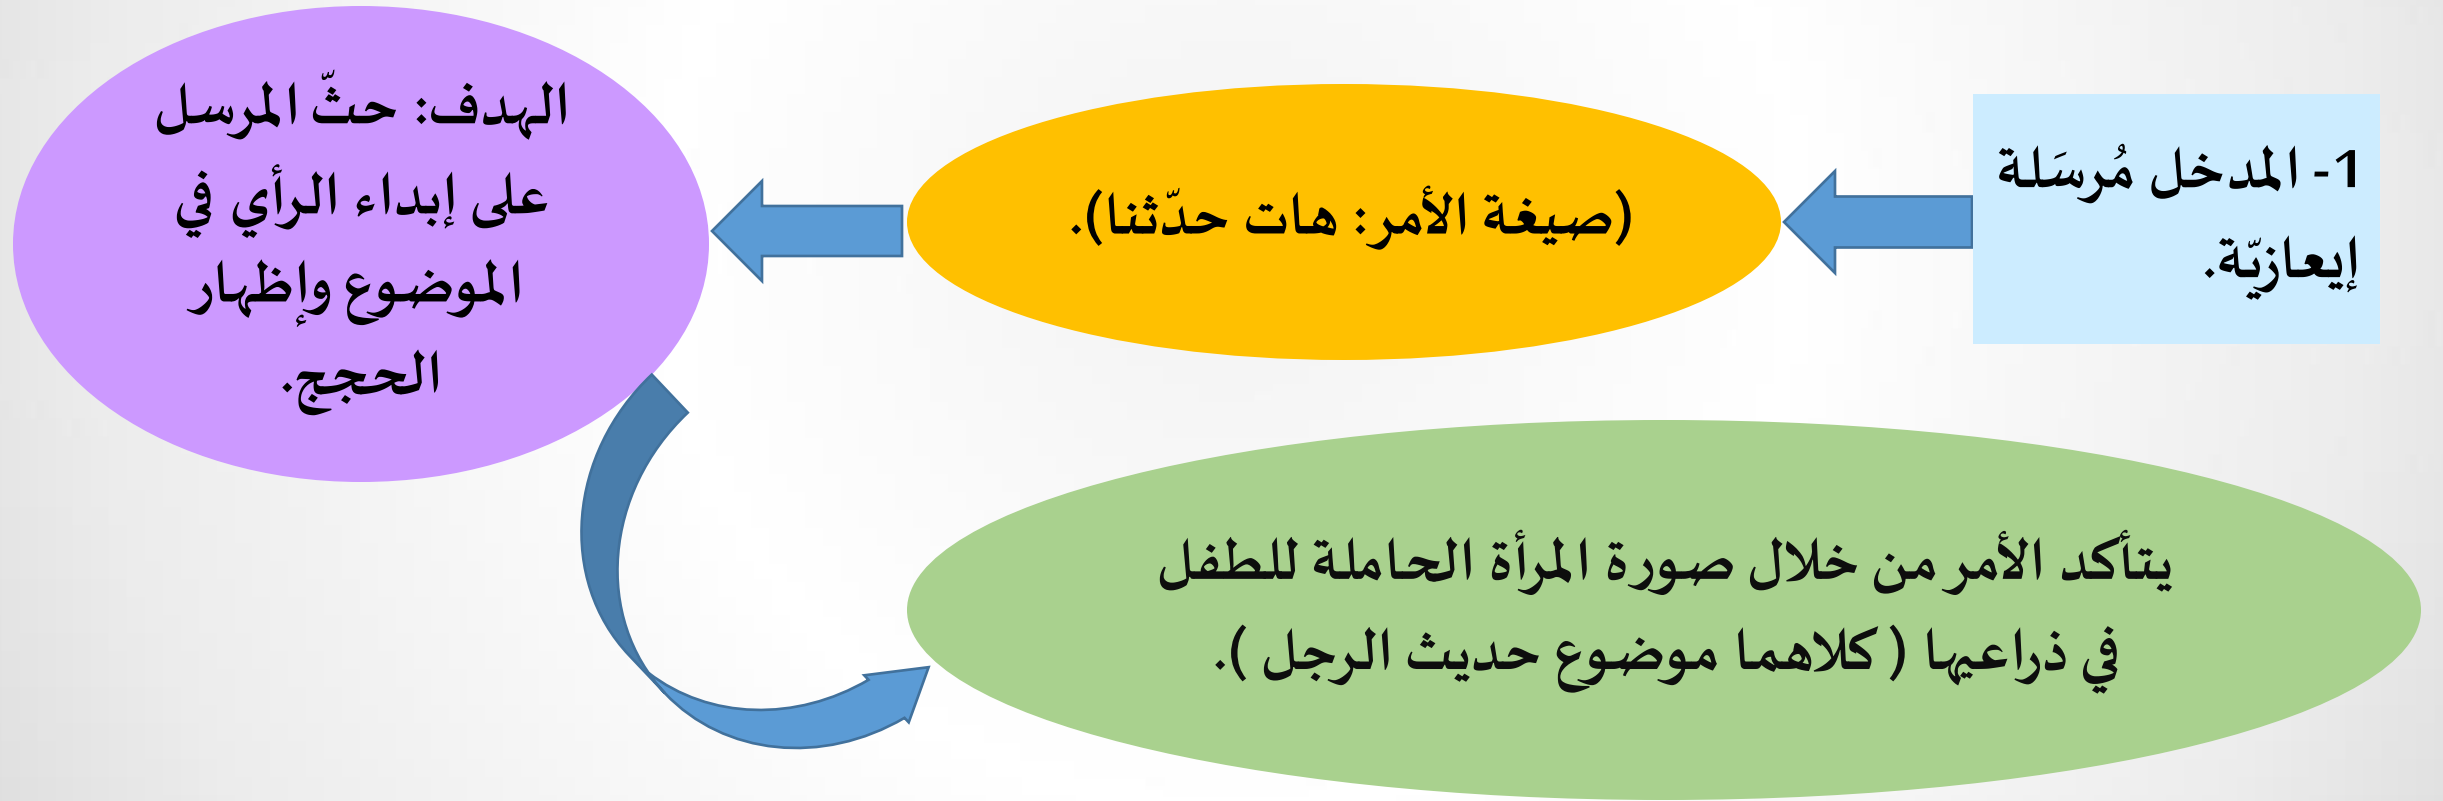 1- المدخل مُرسَلة
إيعازيّة.
(صيغة الأمر: هات حدّثنا).
الهدف: حثّ المرسل
على إبداء الرأي في
الموضوع وإظهار
الحجج.
يتأكد الأمر من خلال صورة المرأة الحاملة للطفل
في ذراعيها ( كلاهما موضوع حديث الرجل ).